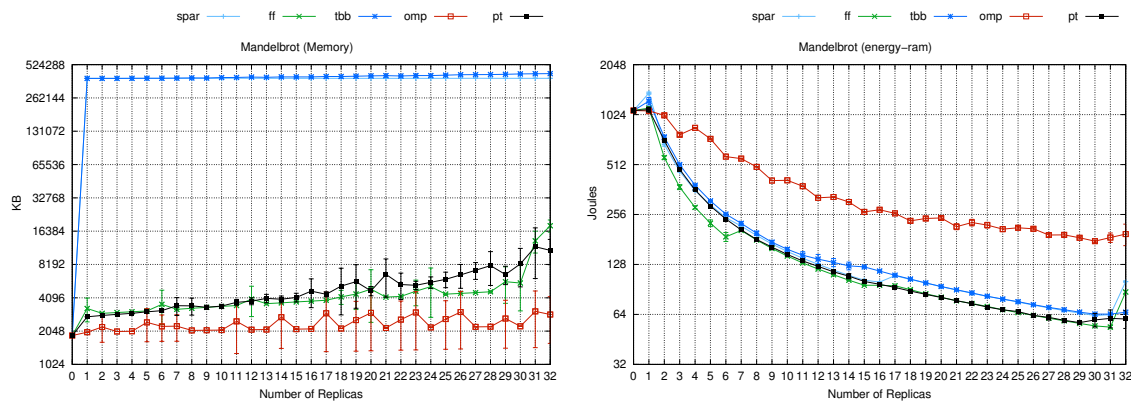 spar ff tbb omp pt
Mandelbrot (Memory)
KB
524288
262144
131072
65536
32768
16384
8192
4096
2048
1024
0 1 2 3 4 5 6 7 8 9 10 11 12 13 14 15 16 17 18 19 20 21 22 23 24 25 26 27 28 29 30 31 32
Number of Replicas
spar ff tbb omp pt
Mandelbrot (energy-ram)
Joules
2048
1024
512
256
128
64
32
0 1 2 3 4 5 6 7 8 9 10 11 12 13 14 15 16 17 18 19 20 21 22 23 24 25 26 27 28 29 30 31 32
Number of Replicas